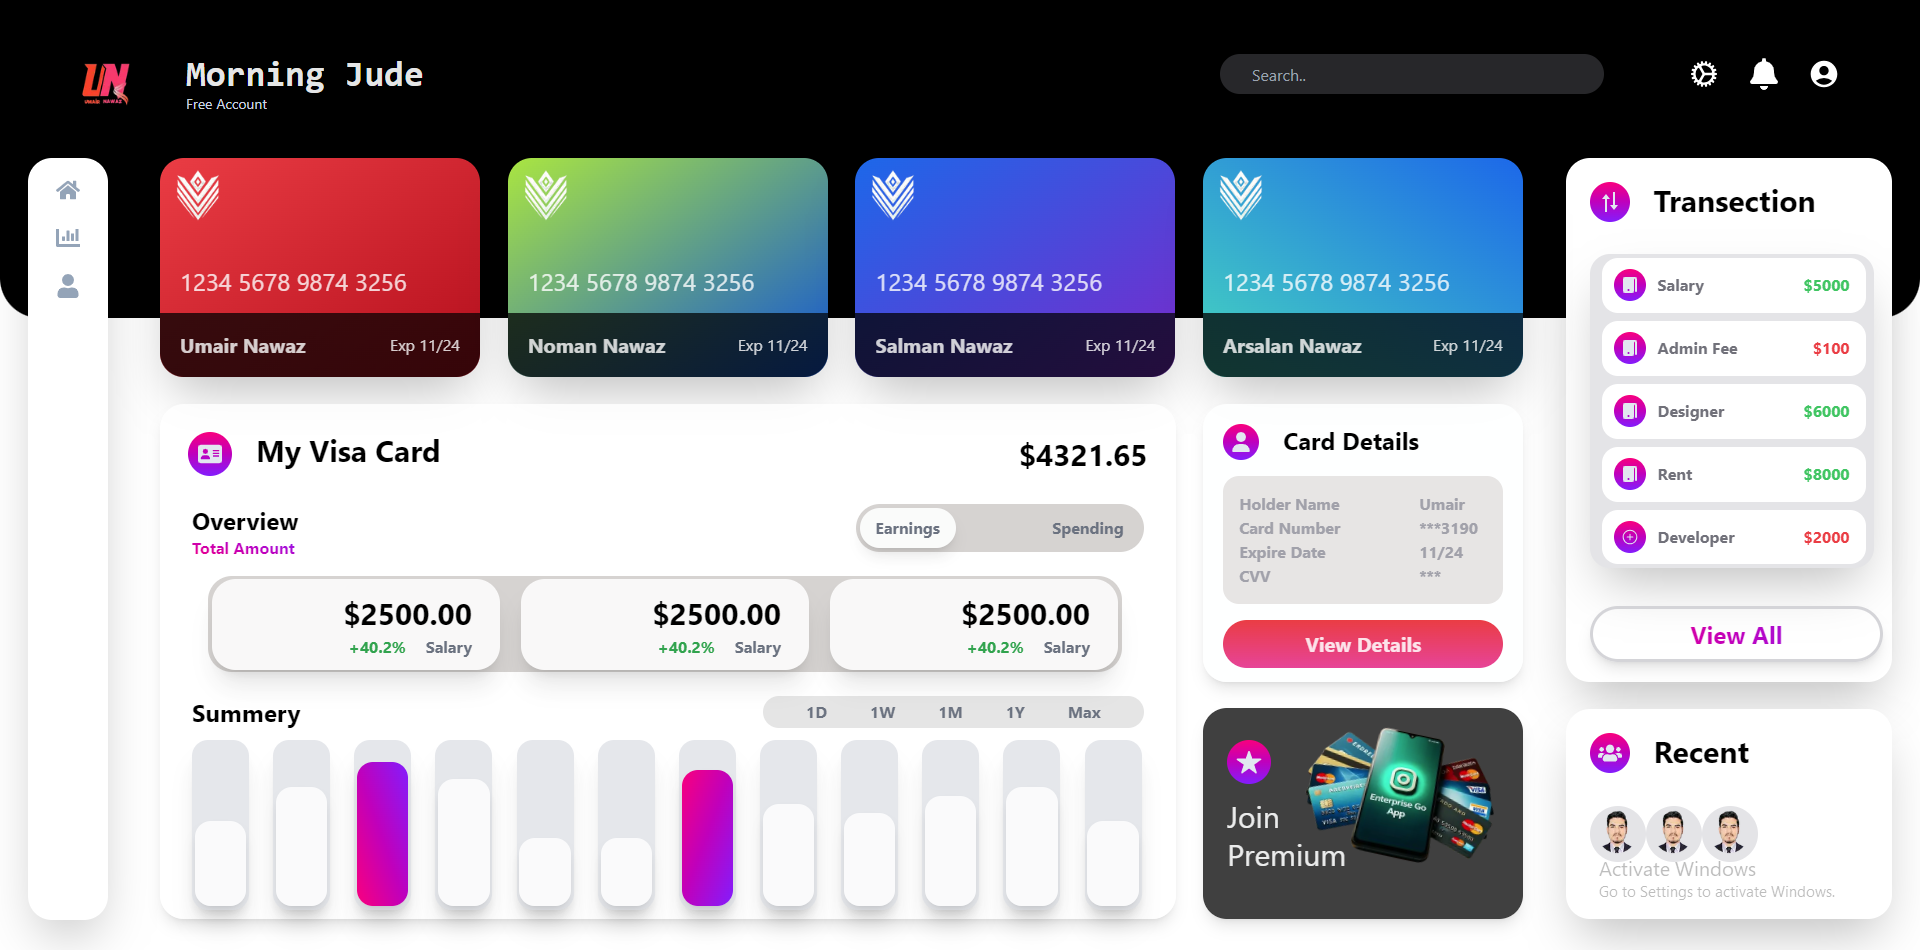 UN
UMAIR NAWAZ
Morning Jude
Free Account
Search..
1234 5678 9874 3256
Umair Nawaz Exp 11/24
1234 5678 9874 3256
Noman Nawaz Exp 11/24
1234 5678 9874 3256
Salman Nawaz Exp 11/24
1234 5678 9874 3256
Arsalan Nawaz Exp 11/24
My Visa Card $4321.65
Overview
Total Amount
Earnings Spending
$2500.00
+40.2% Salary
$2500.00
+40.2% Salary
$2500.00
+40.2% Salary
Summery
1D 1W 1M 1Y Max
Card Details
Holder Name Umair
Card Number ***3190
Expire Date 11/24
CVV ***
View Details
Join
Premium
Enterprise Go
App
VISA
VISA
MasterCard
Transection
Salary $5000
Admin Fee $100
Designer $6000
Rent $8000
Developer $2000
View All
Recent
Activate Windows
Go to Settings to activate Windows.